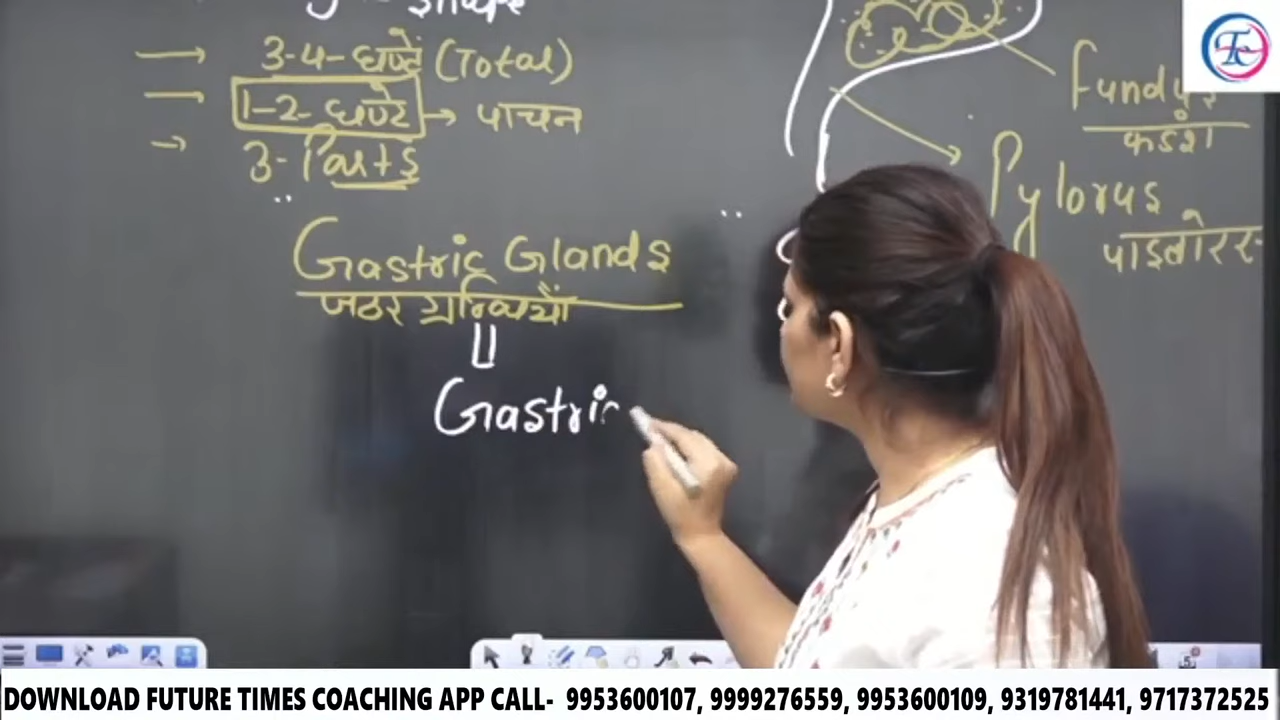 Shape
3-4-घण्टे (Total)
1-2-घण्टे → पाचन
3-Parts
Gastric Glands
जठर ग्रन्थियाँ
Gastric
Fundus
फंडस
Pylorus
पाइलोरस
DOWNLOAD FUTURE TIMES COACHING APP CALL- 9953600107, 9999276559, 9953600109, 9319781441, 9717372525